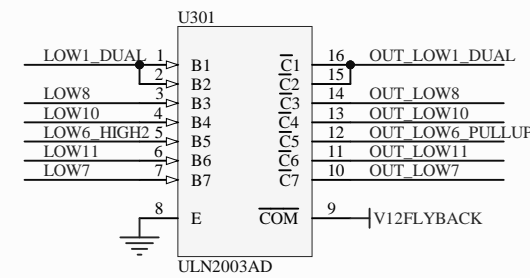 U301
LOW1_DUAL 1 B1 C1 16 OUT_LOW1_DUAL
2 B2 C2 15
LOW8 3 B3 C3 14 OUT_LOW8
LOW10 4 B4 C4 13 OUT_LOW10
LOW6_HIGH2 5 B5 C5 12 OUT_LOW6_PULLUP
LOW11 6 B6 C6 11 OUT_LOW11
LOW7 7 B7 C7 10 OUT_LOW7
8 E COM 9 V12FLYBACK
ULN2003AD